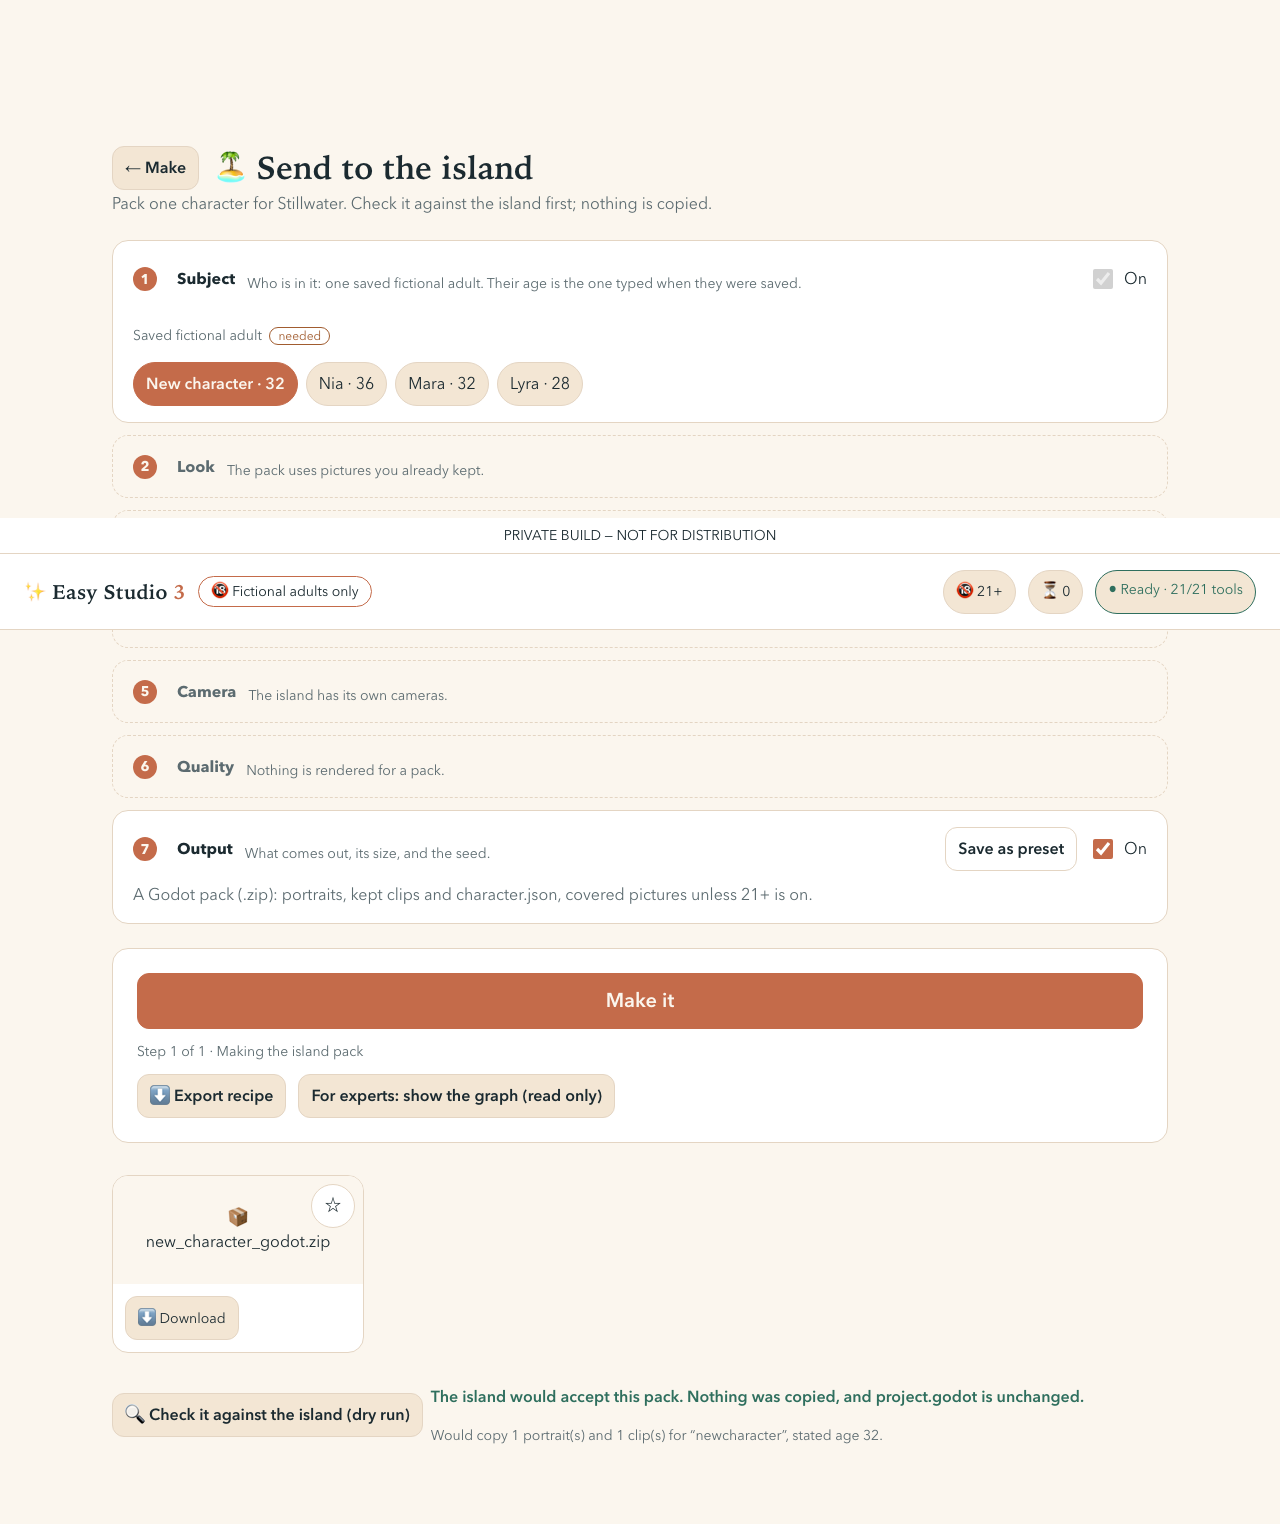 ← Make
Send to the island
Pack one character for Stillwater. Check it against the island first; nothing is copied.
1 Subject Who is in it: one saved fictional adult. Their age is the one typed when they were saved. On
Saved fictional adult needed
New character · 32 Nia · 36 Mara · 32 Lyra · 28
2 Look The pack uses pictures you already kept.
PRIVATE BUILD – NOT FOR DISTRIBUTION
Easy Studio 3 🔞 Fictional adults only 🔞 21+ ⏳ 0 • Ready · 21/21 tools
5 Camera The island has its own cameras.
6 Quality Nothing is rendered for a pack.
7 Output What comes out, its size, and the seed. Save as preset On
A Godot pack (.zip): portraits, kept clips and character.json, covered pictures unless 21+ is on.
Make it
Step 1 of 1 · Making the island pack
Export recipe For experts: show the graph (read only)
new_character_godot.zip
Download
Check it against the island (dry run)
The island would accept this pack. Nothing was copied, and project.godot is unchanged.
Would copy 1 portrait(s) and 1 clip(s) for “newcharacter”, stated age 32.